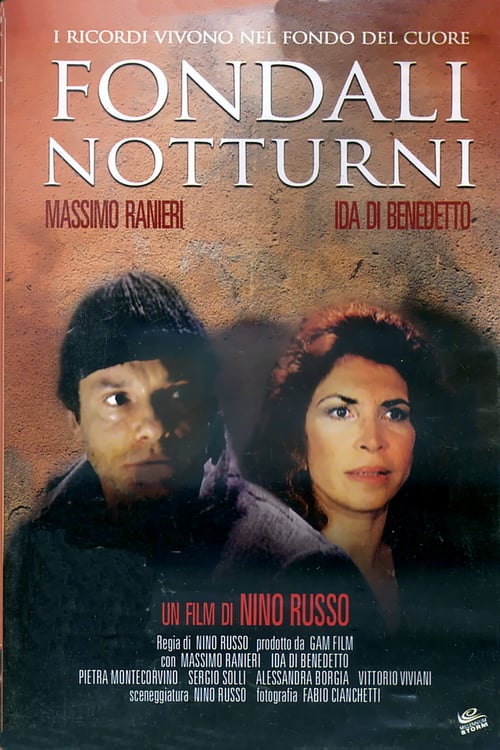 I RICORDI VIVONO NEL FONDO DEL CUORE
FONDALI
NOTTURNI
MASSIMO RANIERI IDA DI BENEDETTO
UN FILM DI NINO RUSSO
Regia di NINO RUSSO prodotto da GAM FILM
con MASSIMO RANIERI IDA DI BENEDETTO
PIETRA MONTECORVINO SERGIO SOLLI ALESSANDRA BORGIA VITTORIO VIVIANI
sceneggiatura NINO RUSSO fotografia FABIO CIANCHETTI
MILLENNIUM
STORM